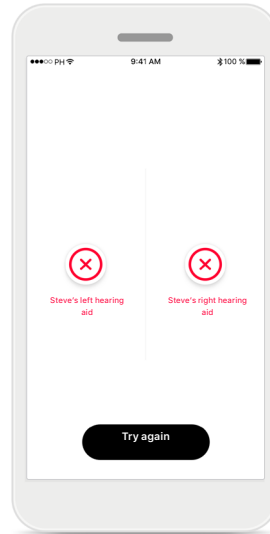 ●●●○○ PH 9:41 AM 100 %
Steve's left hearing
aid
Steve's right hearing
aid
Try again